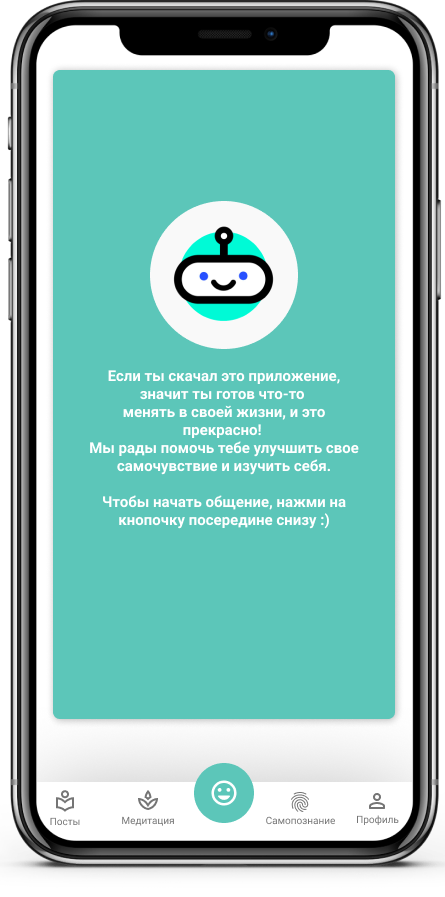 Если ты скачал это приложение,
значит ты готов что-то
менять в своей жизни, и это
прекрасно!
Мы рады помочь тебе улучшить свое
самочувствие и изучить себя.
Чтобы начать общение, нажми на
кнопочку посередине снизу :)
Посты
Медитация
Самопознание
Профиль